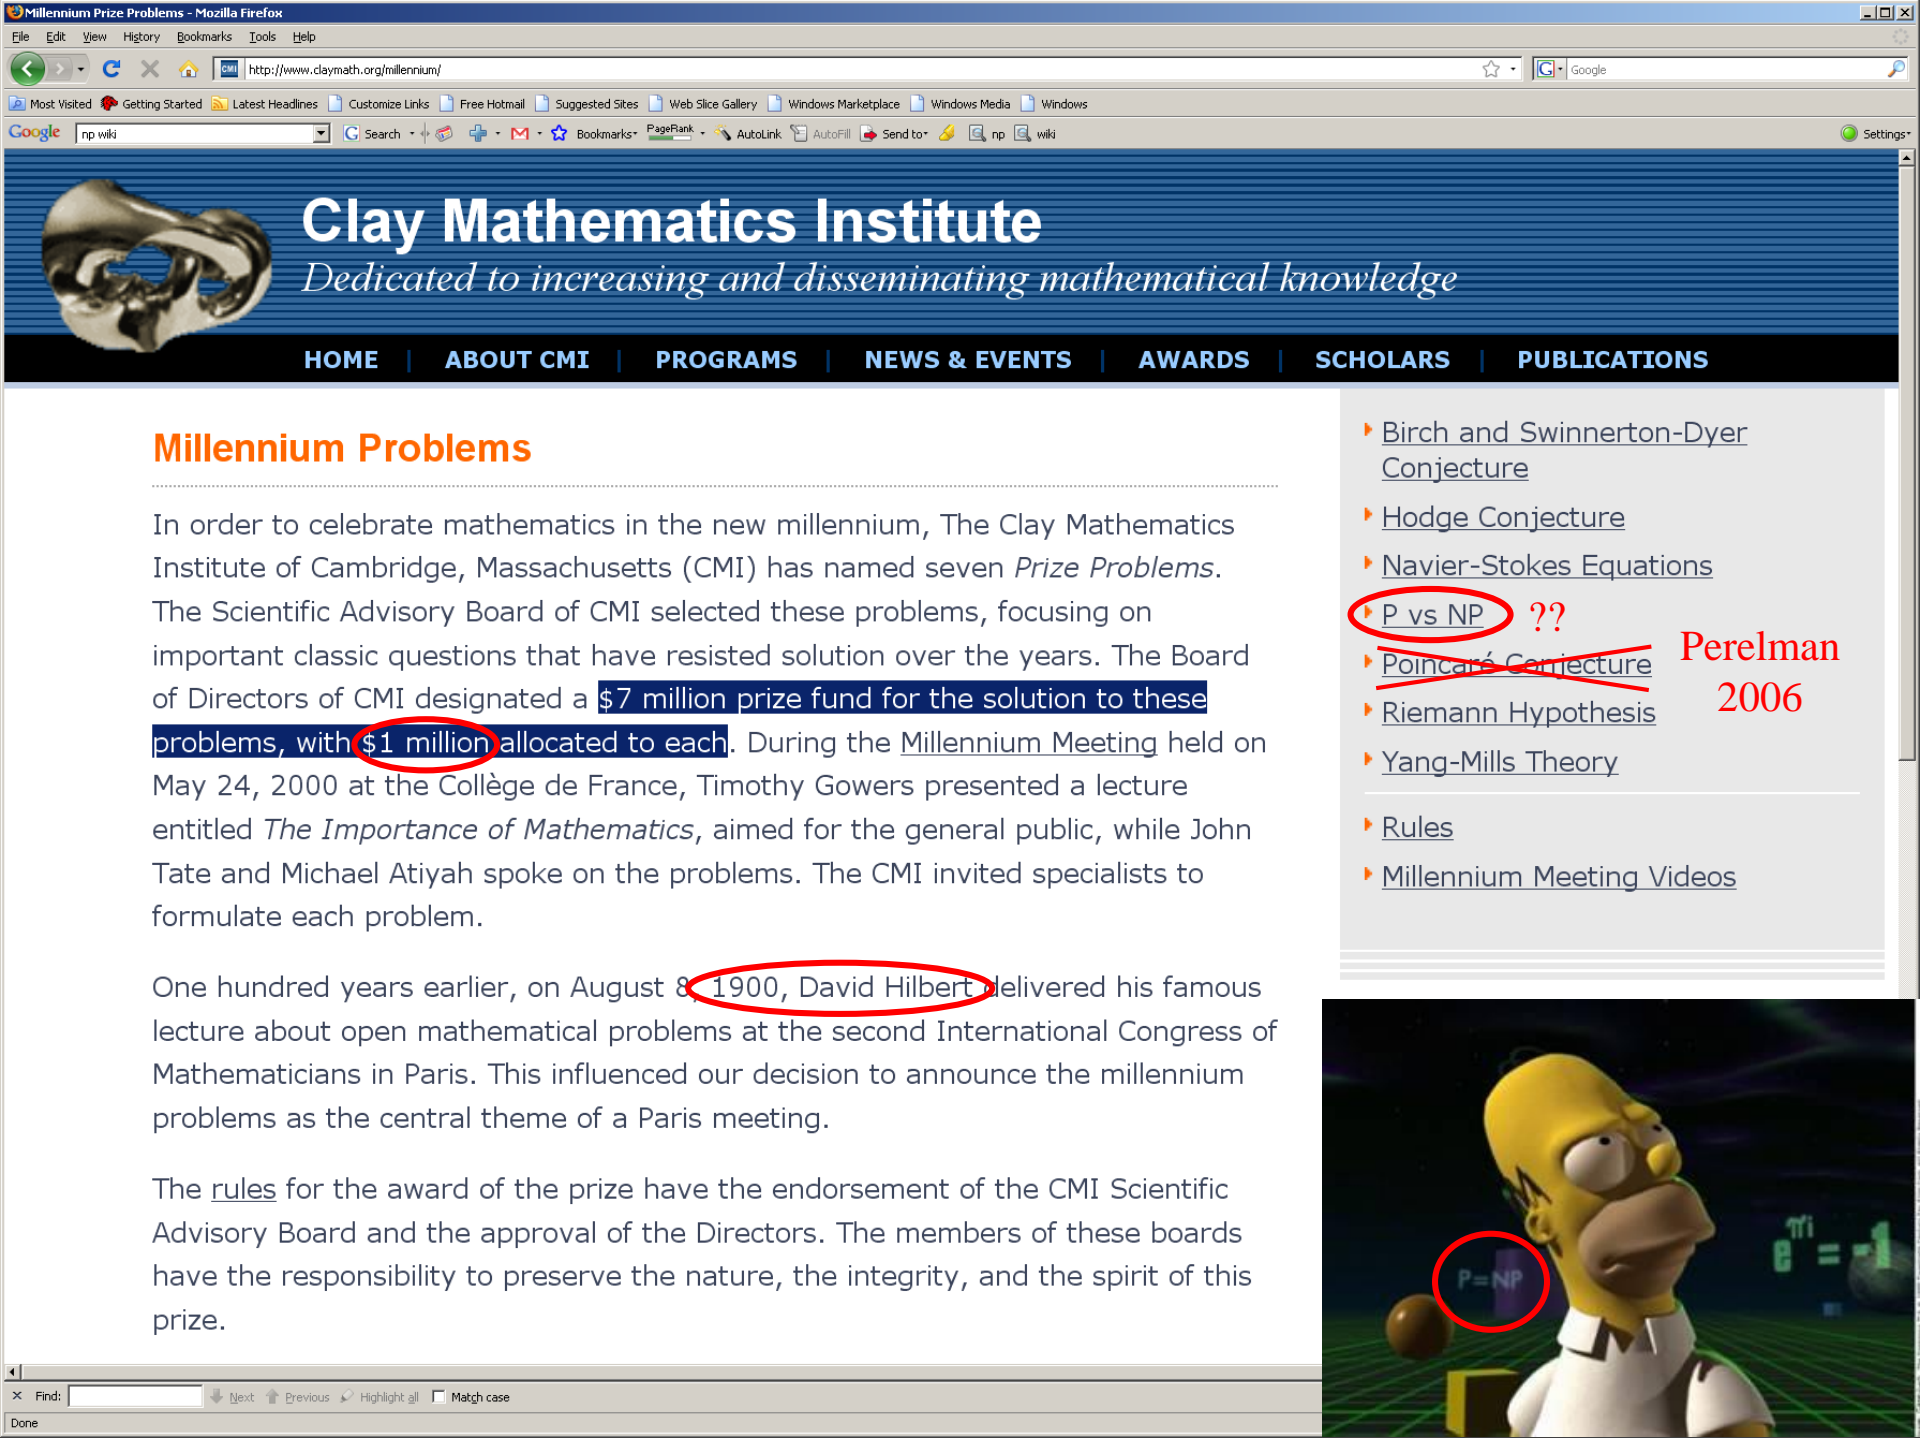 Millennium Prize Problems - Mozilla Firefox
File Edit View History Bookmarks Tools Help
CMI http://www.claymath.org/millennium/ G Google
Most Visited Getting Started Latest Headlines Customize Links Free Hotmail Suggested Sites Web Slice Gallery Windows Marketplace Windows Media Windows
Google np wiki G Search Bookmarks PageRank AutoLink AutoFill Send to np wiki Settings
Clay Mathematics Institute
Dedicated to increasing and disseminating mathematical knowledge
HOME | ABOUT CMI | PROGRAMS | NEWS & EVENTS | AWARDS | SCHOLARS | PUBLICATIONS
Millennium Problems
In order to celebrate mathematics in the new millennium, The Clay Mathematics
Institute of Cambridge, Massachusetts (CMI) has named seven Prize Problems.
The Scientific Advisory Board of CMI selected these problems, focusing on
important classic questions that have resisted solution over the years. The Board
of Directors of CMI designated a $7 million prize fund for the solution to these
problems, with $1 million allocated to each. During the Millennium Meeting held on
May 24, 2000 at the Collège de France, Timothy Gowers presented a lecture
entitled The Importance of Mathematics, aimed for the general public, while John
Tate and Michael Atiyah spoke on the problems. The CMI invited specialists to
formulate each problem.
One hundred years earlier, on August 8, 1900, David Hilbert delivered his famous
lecture about open mathematical problems at the second International Congress of
Mathematicians in Paris. This influenced our decision to announce the millennium
problems as the central theme of a Paris meeting.
The rules for the award of the prize have the endorsement of the CMI Scientific
Advisory Board and the approval of the Directors. The members of these boards
have the responsibility to preserve the nature, the integrity, and the spirit of this
prize.
Birch and Swinnerton-Dyer
Conjecture
Hodge Conjecture
Navier-Stokes Equations
P vs NP ??
Poincaré Conjecture
Perelman
2006
Riemann Hypothesis
Yang-Mills Theory
Rules
Millennium Meeting Videos
P=NP
e^πi = -1
Find: Next Previous Highlight all Match case
Done